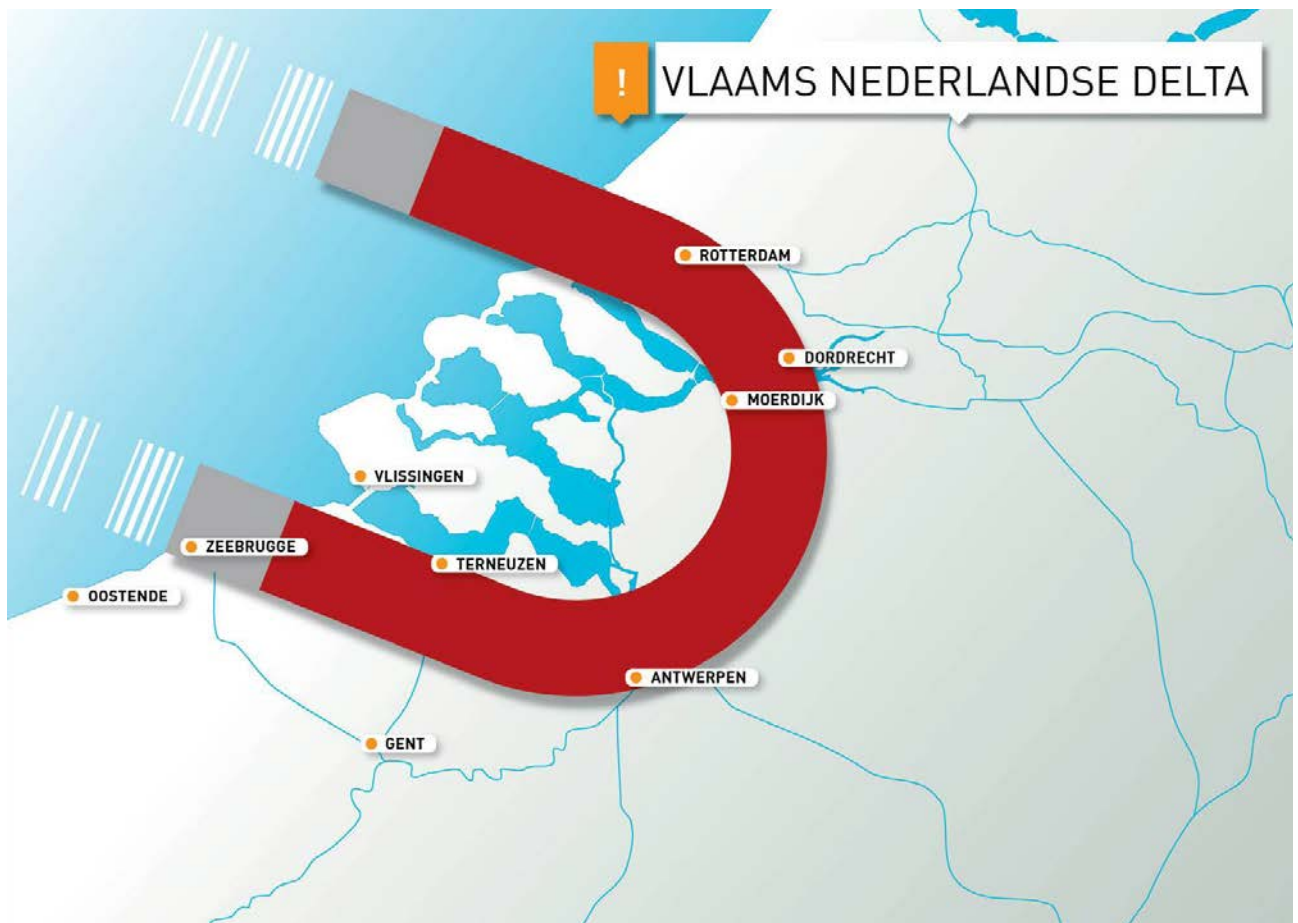 !
VLAAMS NEDERLANDSE DELTA
ROTTERDAM
DORDRECHT
MOERDIJK
VLISSINGEN
ZEEBRUGGE
TERNEUZEN
OOSTENDE
ANTWERPEN
GENT